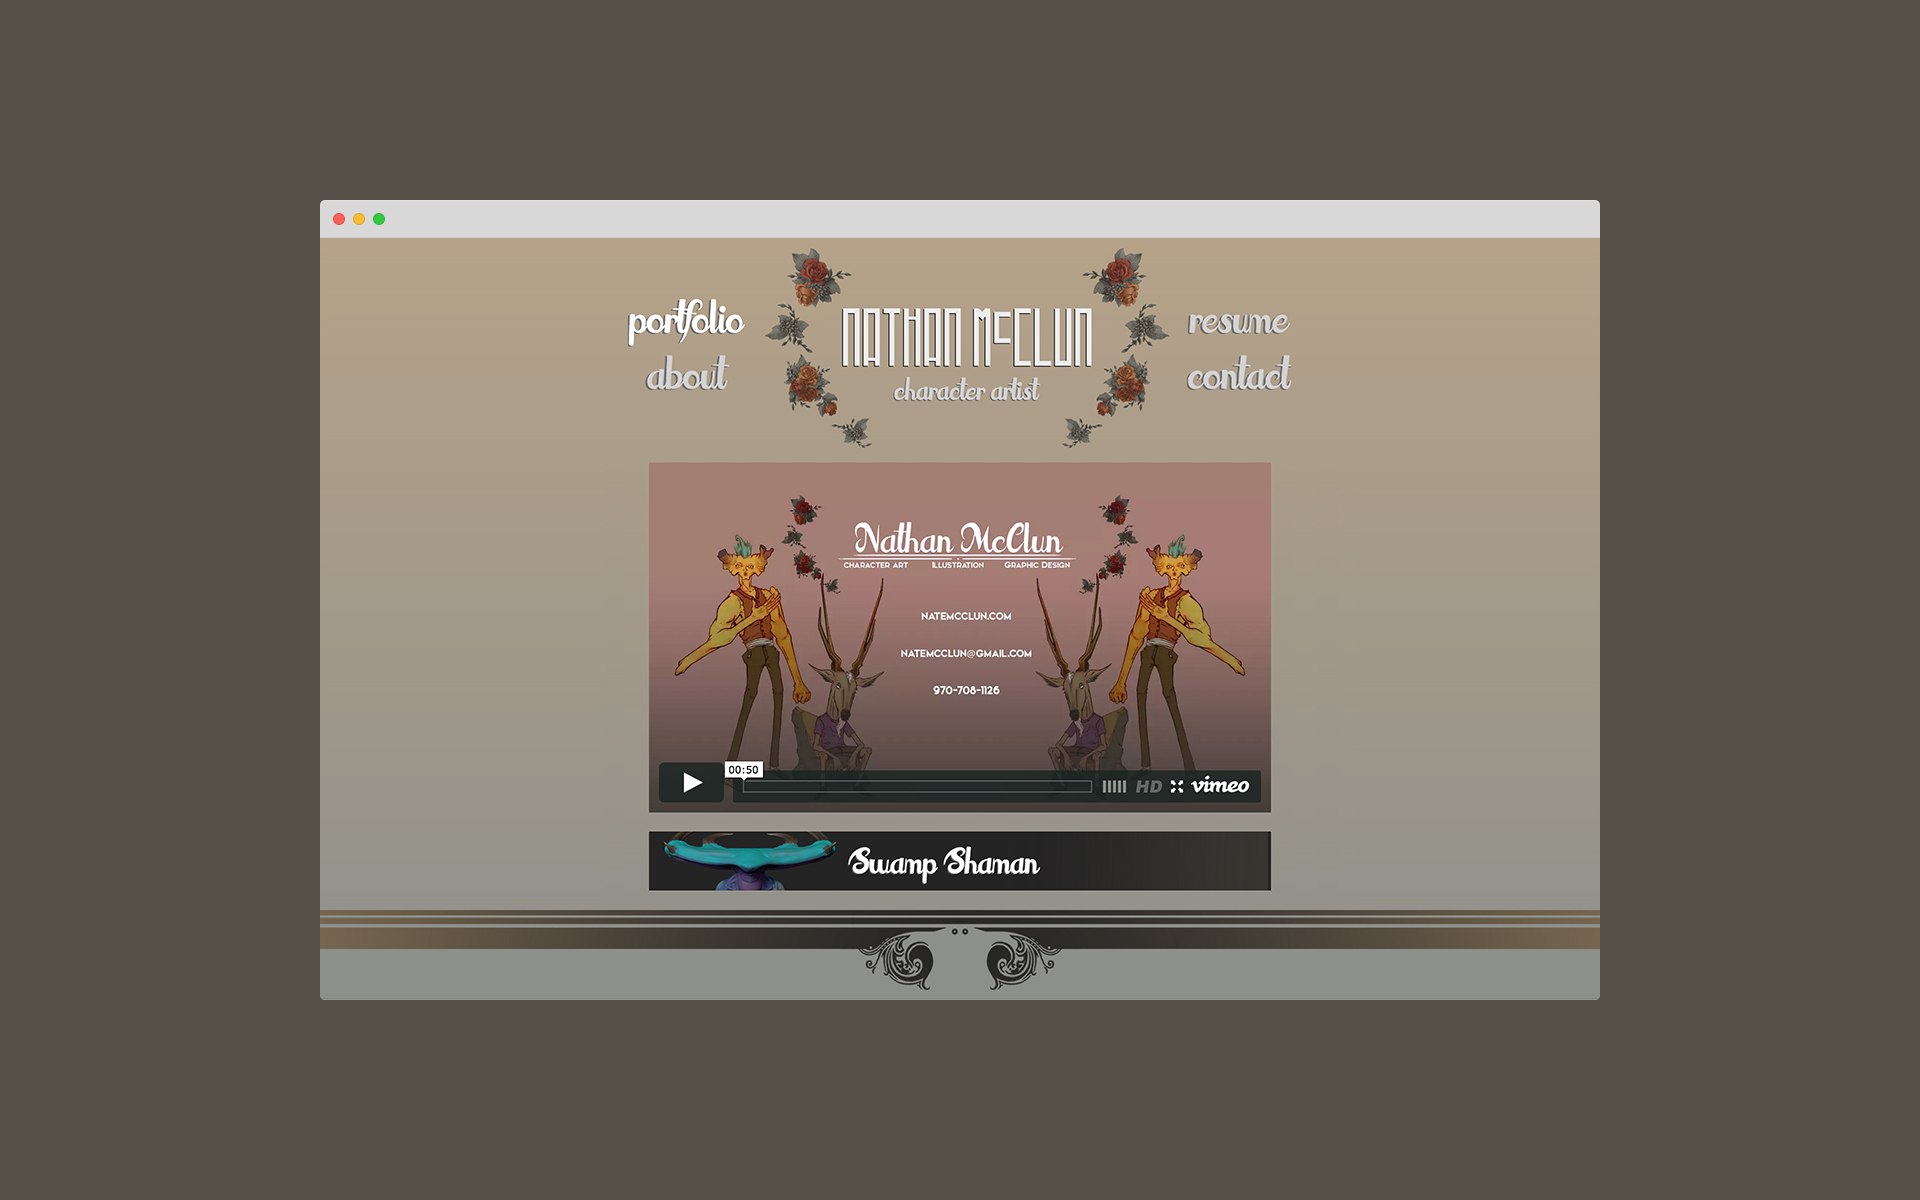 portfolio
about
NATHAN McCLUN
character artist
resume
contact
Nathan McClun
CHARACTER ART ILLUSTRATION GRAPHIC DESIGN
NATEMCCLUN.COM
NATEMCCLUN@GMAIL.COM
970-708-1126
00:50
HD vimeo
Swamp Shaman